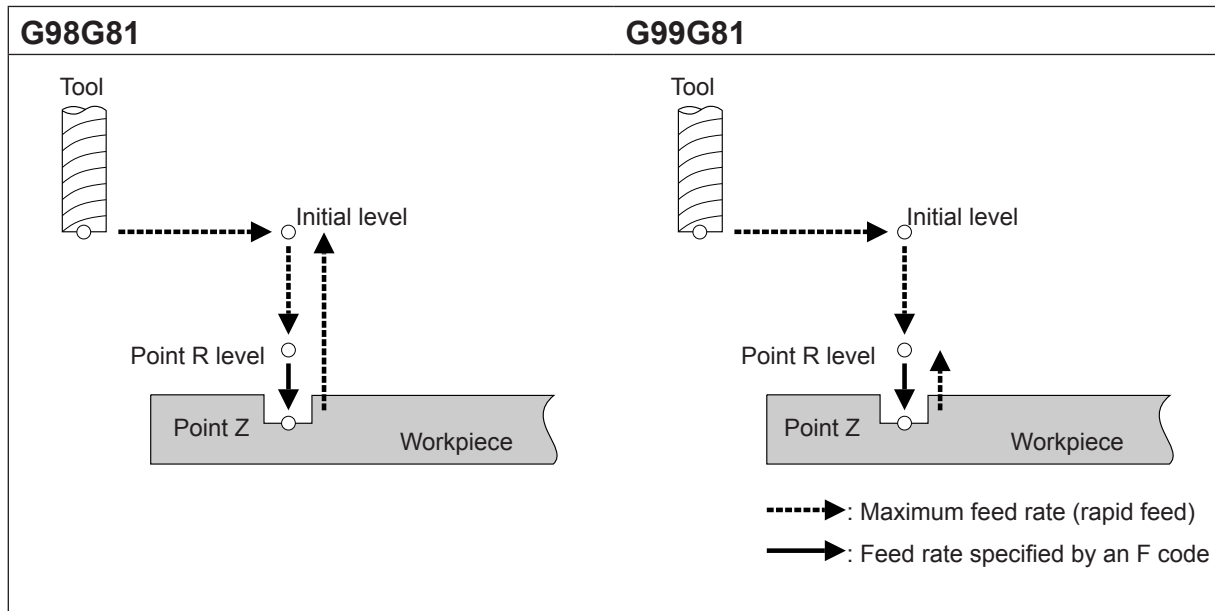 G98G81
G99G81
Tool
Initial level
Point R level
Point Z
Workpiece
Tool
Initial level
Point R level
Point Z
Workpiece
: Maximum feed rate (rapid feed)
: Feed rate specified by an F code